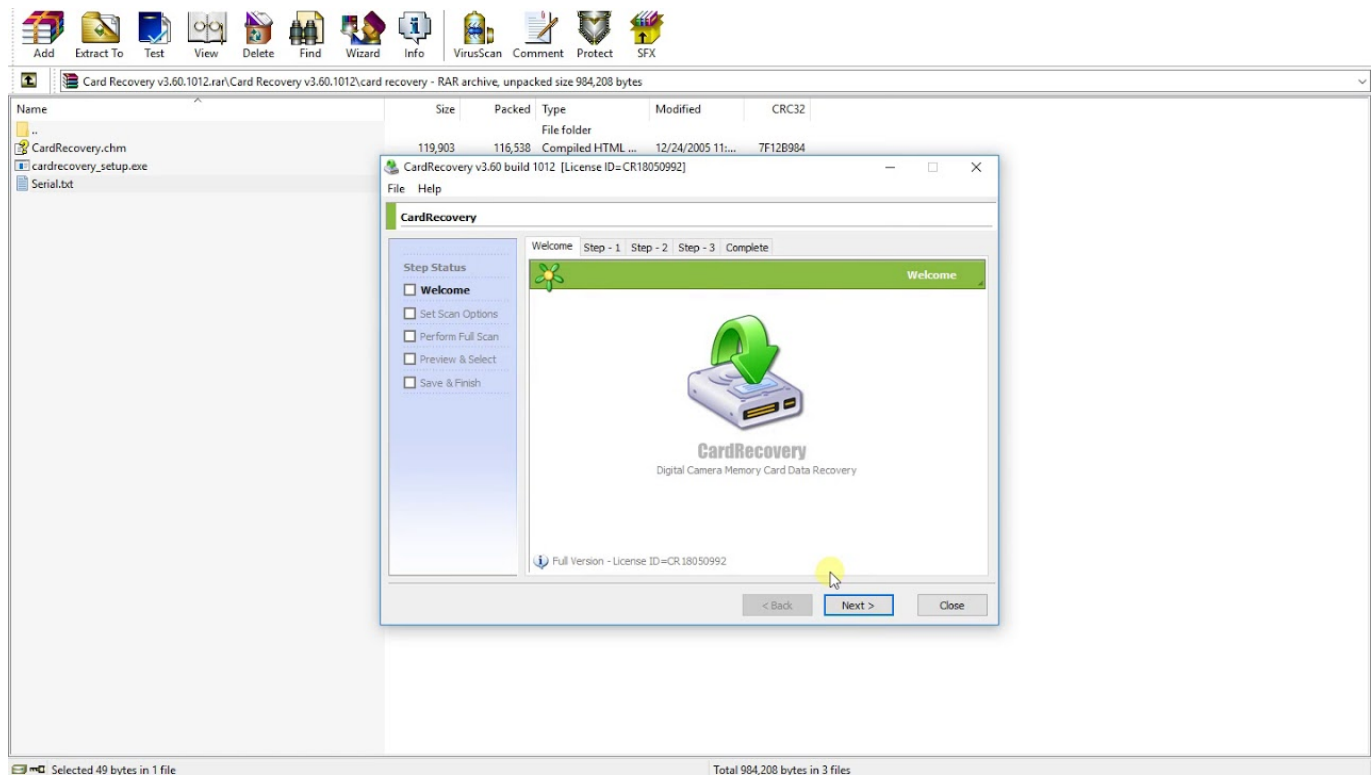 Add Extract To Test View Delete Find Wizard Info VirusScan Comment Protect SFX
Card Recovery v3.60.1012.rar\Card Recovery v3.60.1012\card recovery - RAR archive, unpacked size 984,208 bytes
Name Size Packed Type Modified CRC32
.. File folder
CardRecovery.chm 119,903 116,538 Compiled HTML ... 12/24/2005 11:... 7F12B984
cardrecovery_setup.exe
Serial.txt
CardRecovery v3.60 build 1012 [License ID=CR18050992]
File Help
CardRecovery
Welcome Step - 1 Step - 2 Step - 3 Complete
Step Status
Welcome
Set Scan Options
Perform Full Scan
Preview & Select
Save & Finish
Welcome
CardRecovery
Digital Camera Memory Card Data Recovery
Full Version - License ID=CR18050992
< Back Next > Close
Selected 49 bytes in 1 file Total 984,208 bytes in 3 files